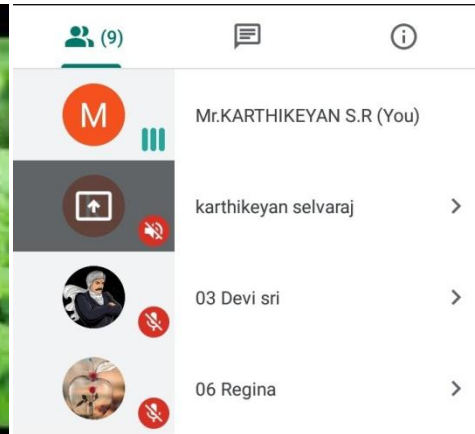 (9)
M
Mr.KARTHIKEYAN S.R (You)
karthikeyan selvaraj
03 Devi sri
06 Regina